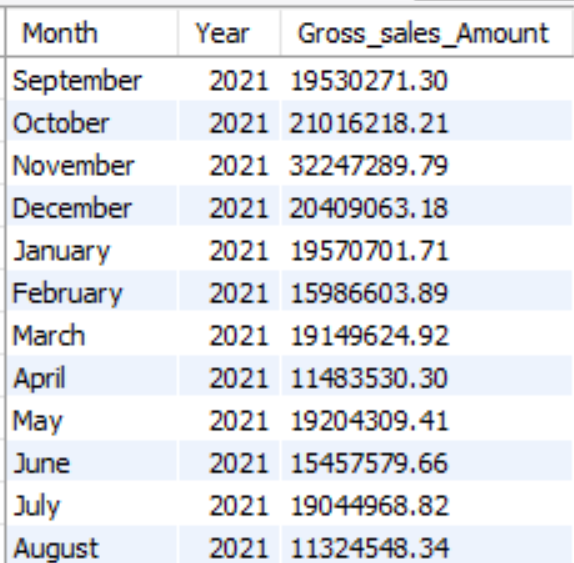 Month Year Gross_sales_Amount
September 2021 19530271.30
October 2021 21016218.21
November 2021 32247289.79
December 2021 20409063.18
January 2021 19570701.71
February 2021 15986603.89
March 2021 19149624.92
April 2021 11483530.30
May 2021 19204309.41
June 2021 15457579.66
July 2021 19044968.82
August 2021 11324548.34